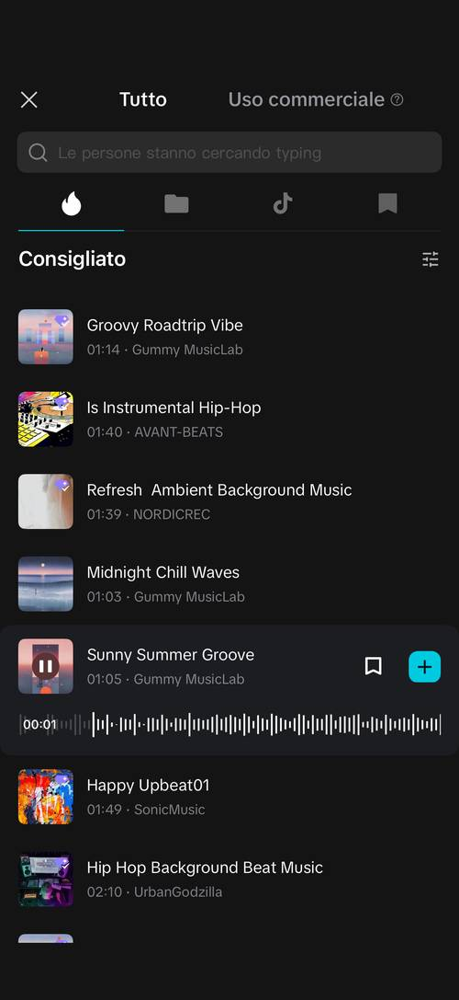 Tutto
Uso commerciale
Le persone stanno cercando typing
Consigliato
Groovy Roadtrip Vibe
01:14 · Gummy MusicLab
Is Instrumental Hip-Hop
01:40 · AVANT-BEATS
Refresh  Ambient Background Music
01:39 · NORDICREC
Midnight Chill Waves
01:03 · Gummy MusicLab
Sunny Summer Groove
01:05 · Gummy MusicLab
00:01
Happy Upbeat01
01:49 · SonicMusic
Hip Hop Background Beat Music
02:10 · UrbanGodzilla